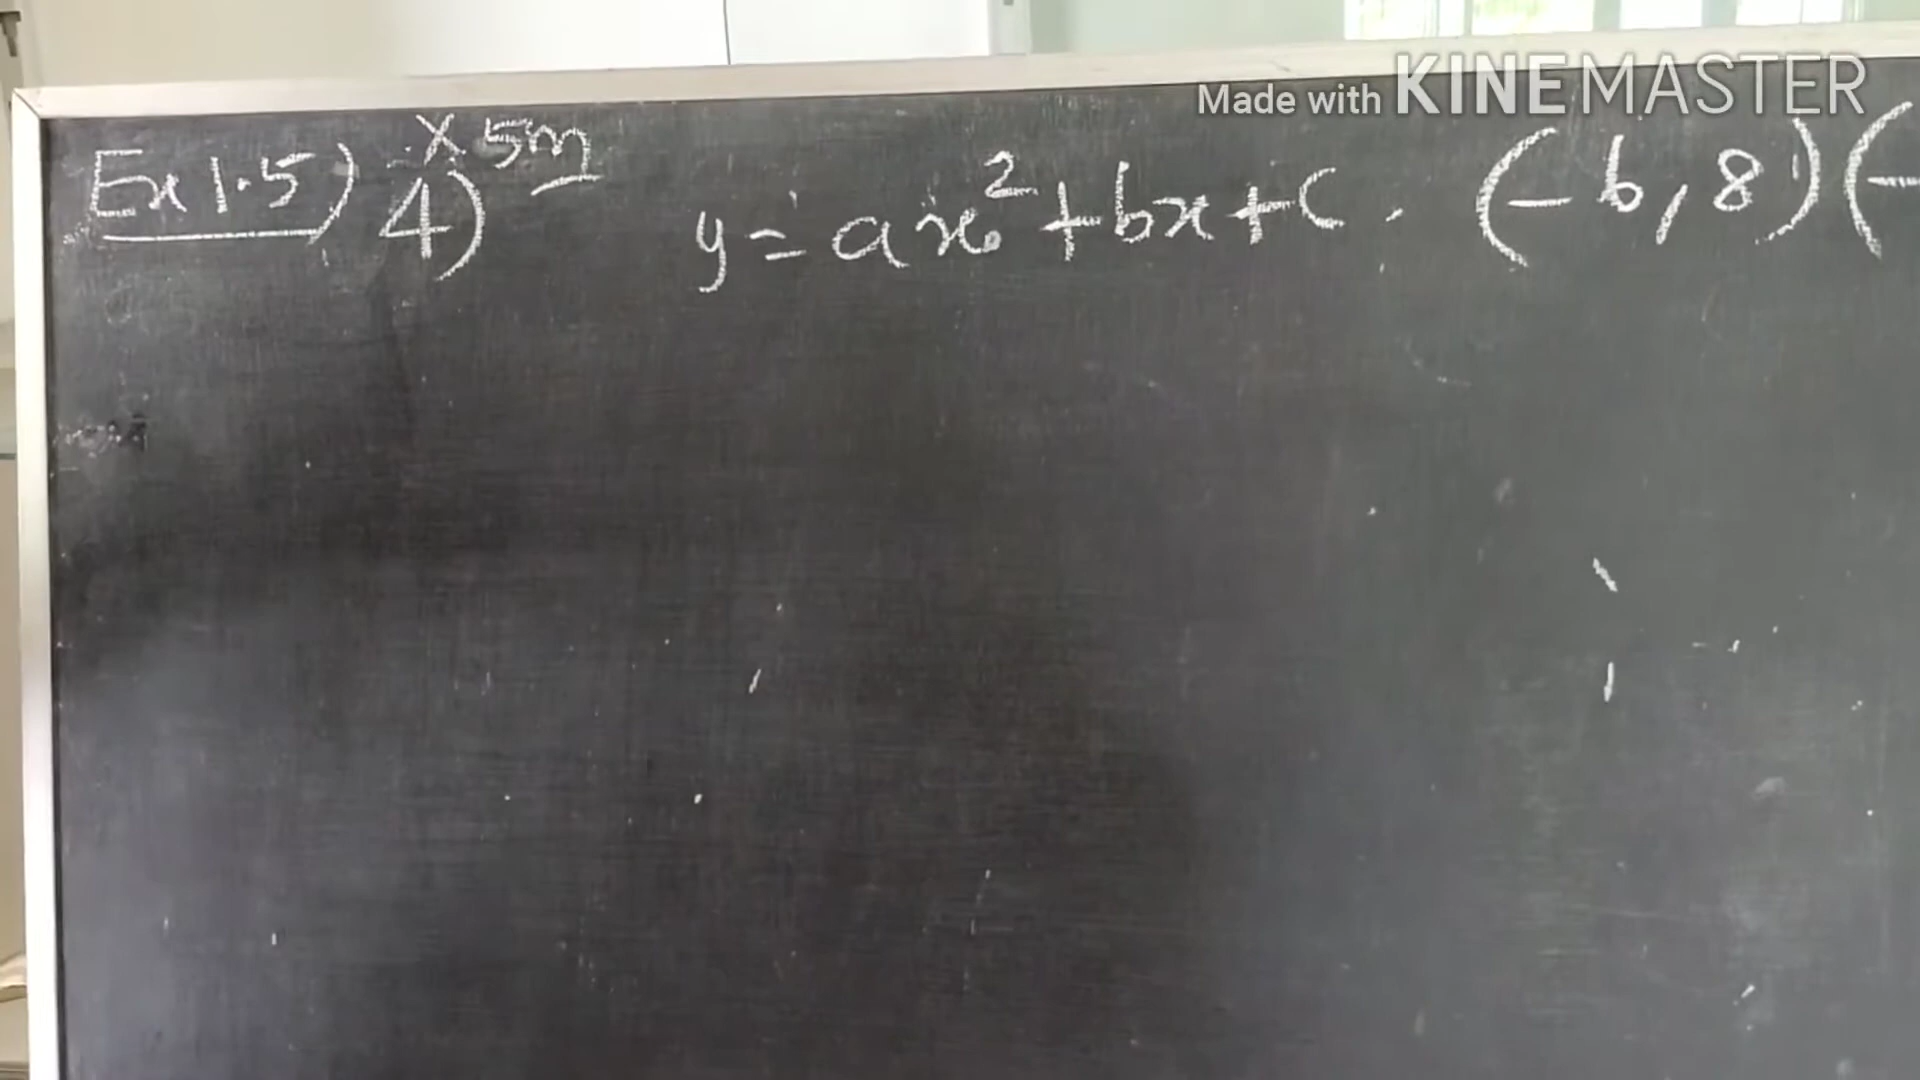 Made with KINEMASTER
Ex 1.5) 4) x 5m y = ax² + bx + c . (-6, 8) (-